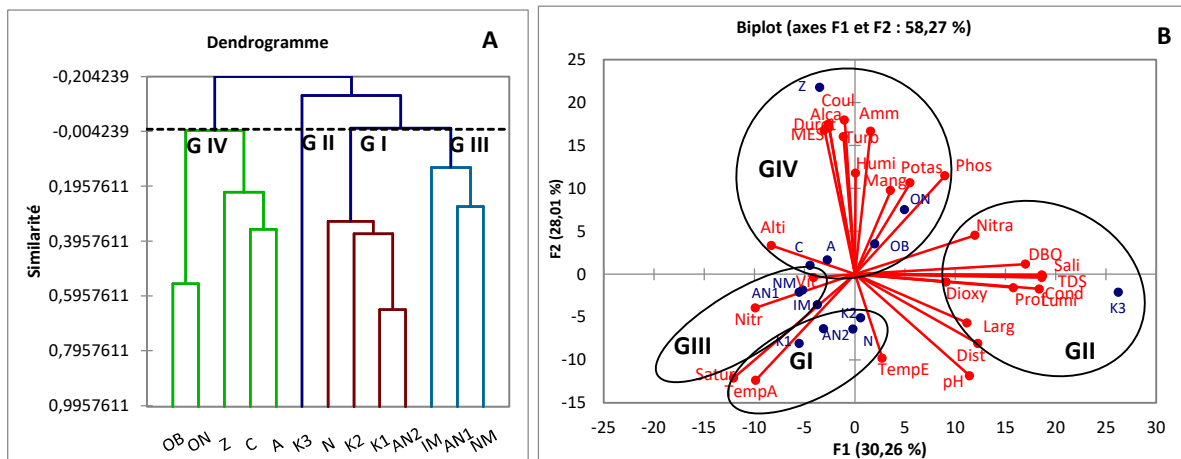 Dendrogramme
A
Similarité
-0,204239
-0,004239
0,1957611
0,3957611
0,5957611
0,7957611
0,9957611
G IV
G II
G I
G III
OB ON Z C A K3 N K2 K1 AN2 IM AN1 NM
Biplot (axes F1 et F2 : 58,27 %)
B
F2 (28,01 %)
25
20
15
10
5
0
-5
-10
-15
-25 -20 -15 -10 -5 0 5 10 15 20 25 30
F1 (30,26 %)
Z
Coul
Alca
Amm
MES
Turb
Humi
Potas
Phos
Mang
GIV
ON
Nitra
Alti
C
A
OB
DBO
Sali
TDS
NM
AN1
IM
Dioxy
Lumi
Cond
K3
Nitr
K2
Larg
GII
K1
AN2
N
Dist
GIII
GI
Satur
TempE
TempA
pH